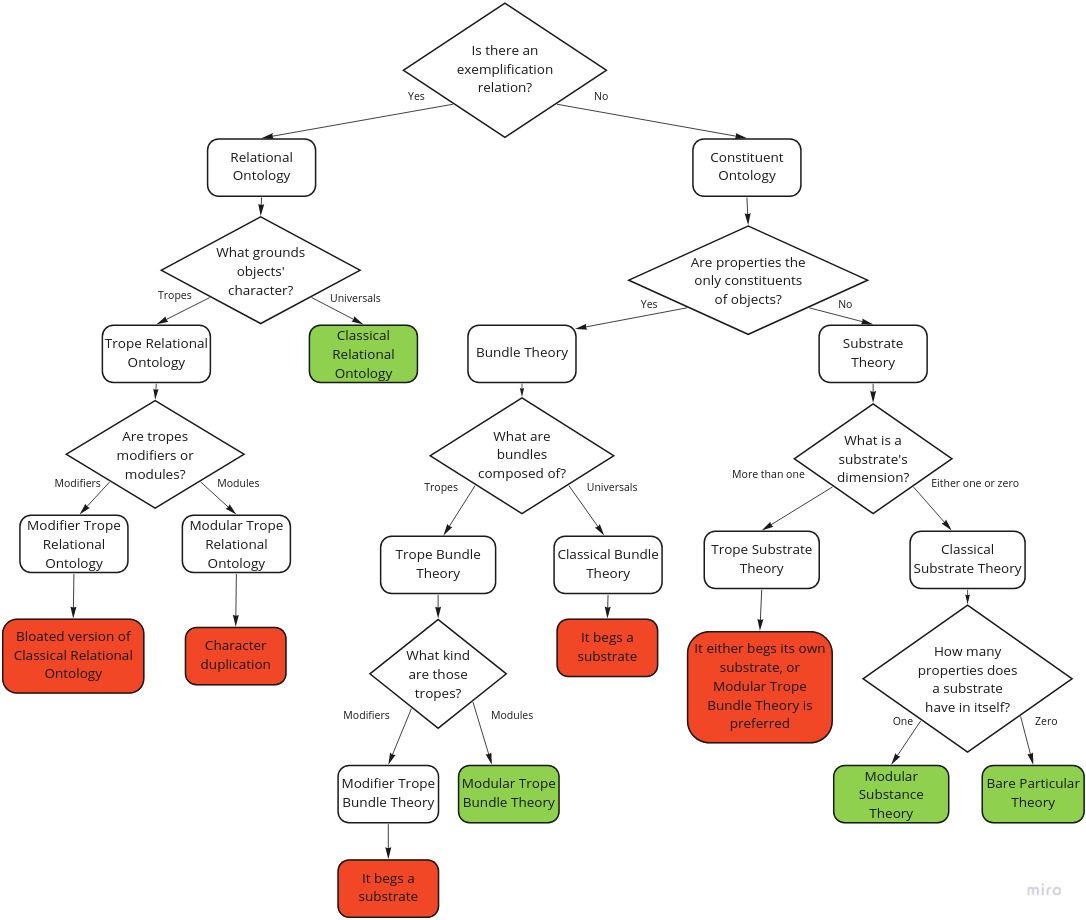 Is there an
exemplification
relation?
Yes
No
Relational
Ontology
Constituent
Ontology
What grounds
objects'
character?
Are properties the
only constituents
of objects?
Tropes
Universals
Yes
No
Trope Relational
Ontology
Classical
Relational
Ontology
Bundle Theory
Substrate
Theory
Are tropes
modifiers or
modules?
What are
bundles
composed of?
What is a
substrate's
dimension?
Modifiers
Modules
Tropes
Universals
More than one
Either one or zero
Modifier Trope
Relational
Ontology
Modular Trope
Relational
Ontology
Trope Bundle
Theory
Classical Bundle
Theory
Trope Substrate
Theory
Classical
Substrate Theory
Bloated version of
Classical Relational
Ontology
Character
duplication
What kind
are those
tropes?
It begs a
substrate
It either begs its own
substrate, or
Modular Trope
Bundle Theory is
preferred
How many
properties does
a substrate
have in itself?
Modifiers
Modules
One
Zero
Modifier Trope
Bundle Theory
Modular Trope
Bundle Theory
Modular
Substance
Theory
Bare Particular
Theory
It begs a
substrate
miro